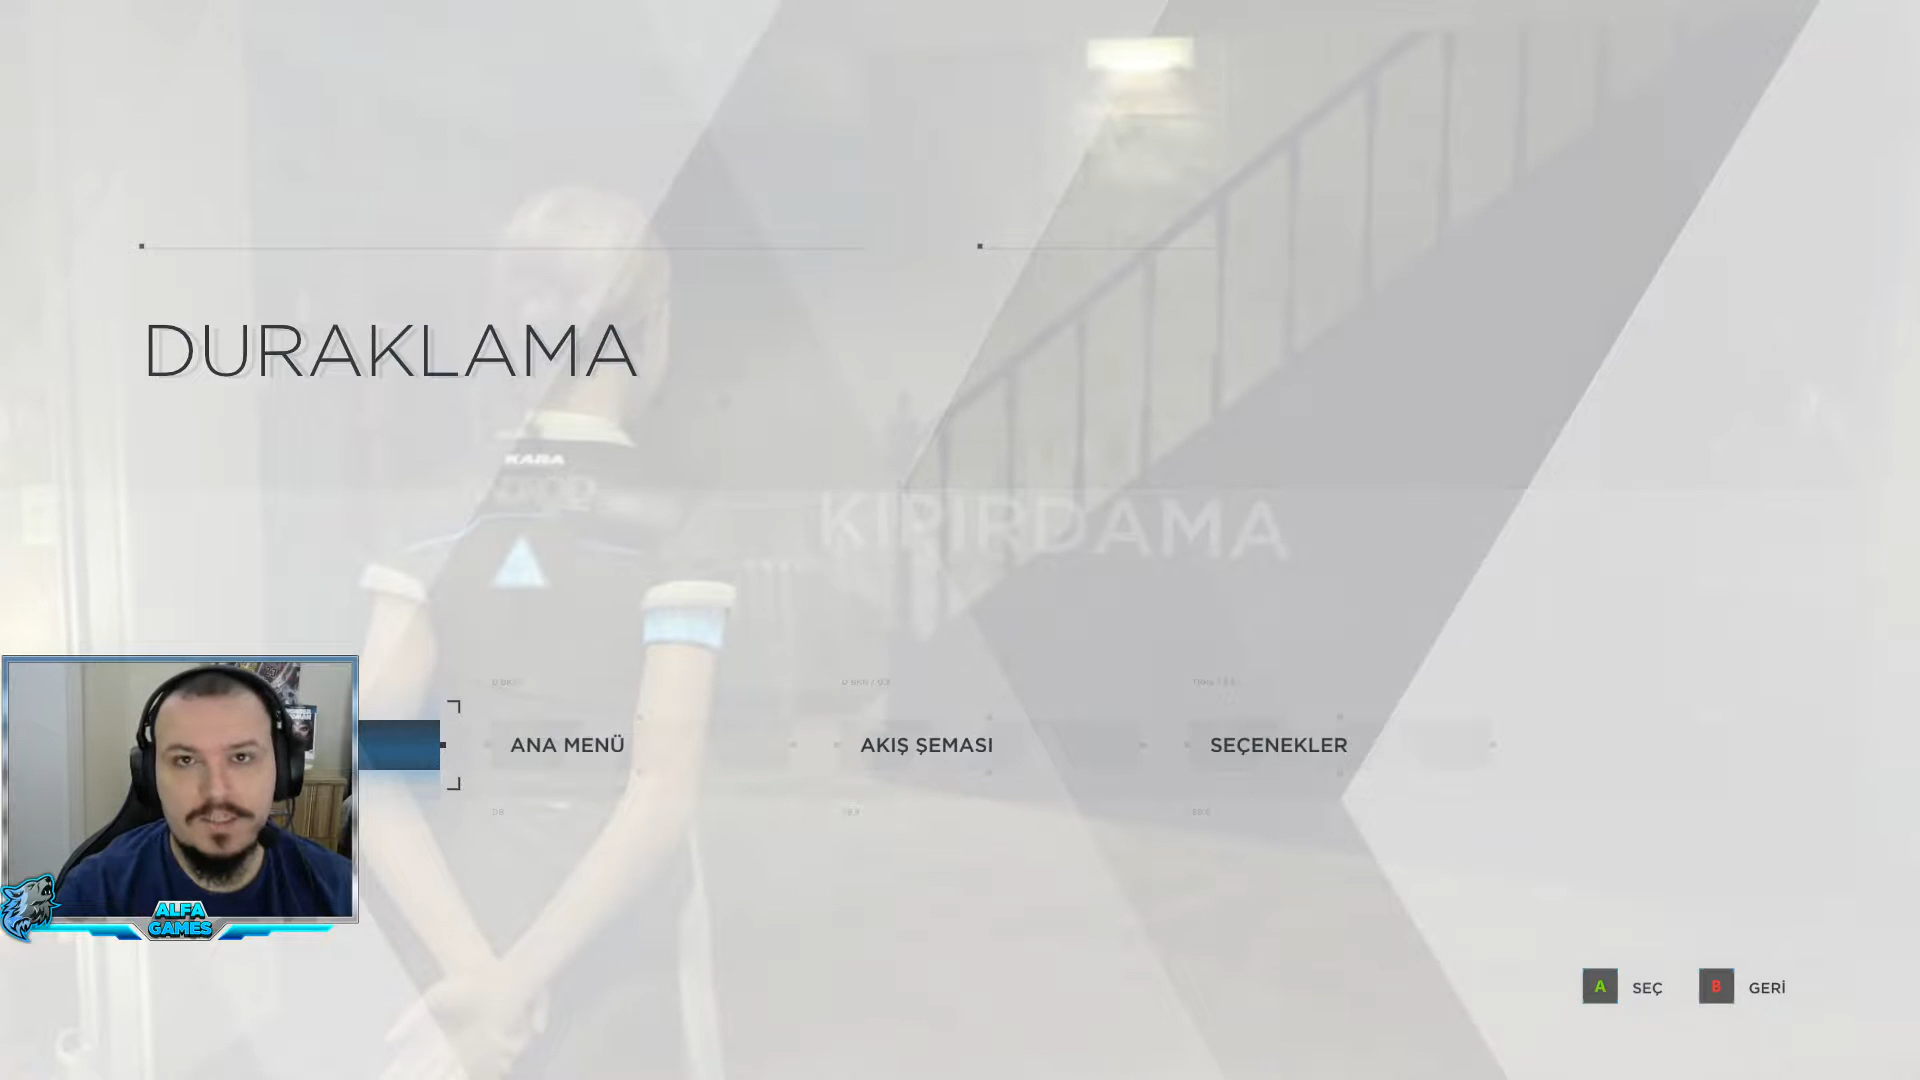 DURAKLAMA
KARA
KIPIRDAMA
ANA MENÜ
AKIŞ ŞEMASI
SEÇENEKLER
ALFA
GAMES
A SEÇ B GERİ